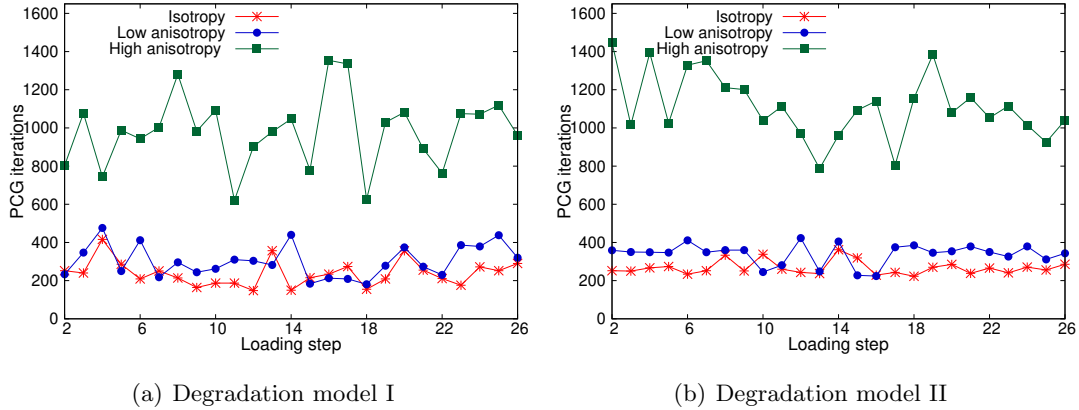 1600
1400
1200
1000
800
600
400
200
0
PCG iterations
Isotropy
Low anisotropy
High anisotropy
2 6 10 14 18 22 26
Loading step
(a) Degradation model I
1600
1400
1200
1000
800
600
400
200
0
PCG iterations
Isotropy
Low anisotropy
High anisotropy
2 6 10 14 18 22 26
Loading step
(b) Degradation model II